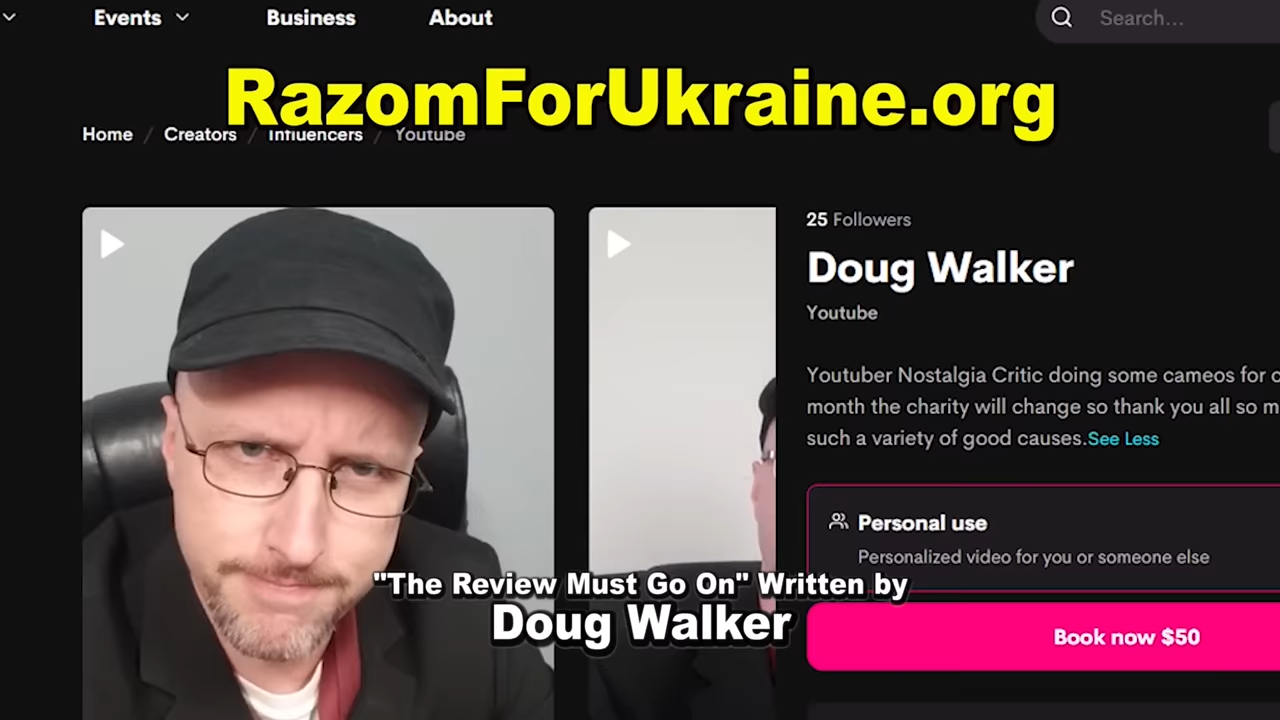 Events
Business
About
Search...
RazomForUkraine.org
Home / Creators / Influencers / Youtube
25 Followers
Doug Walker
Youtube
Youtuber Nostalgia Critic doing some cameos for
month the charity will change so thank you all so
such a variety of good causes.See Less
Personal use
Personalized video for you or someone else
"The Review Must Go On" Written by
Doug Walker
Book now $50